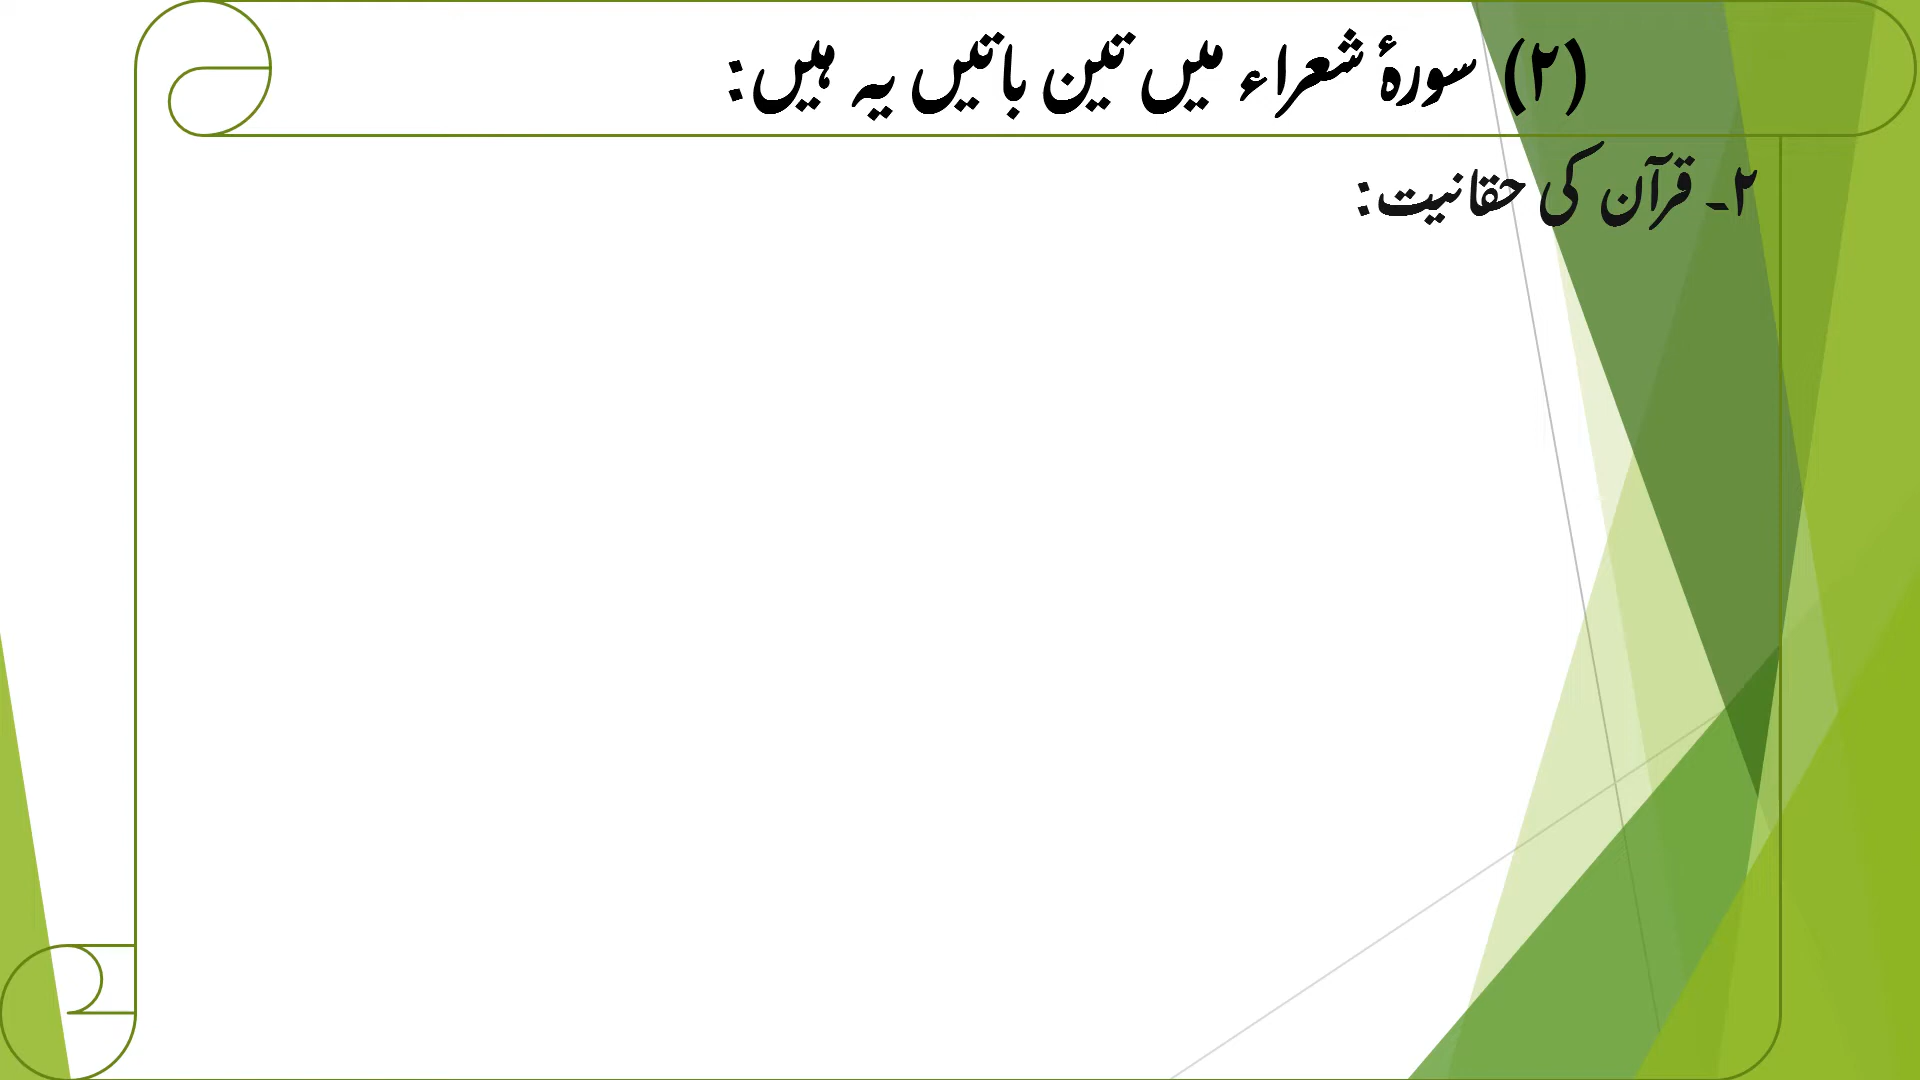 (۲) سورۂ شعراء میں تین باتیں یہ ہیں:
۲۔ قرآن کی حقانیت: